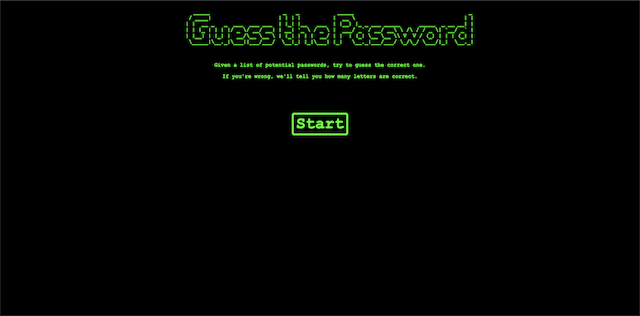 Guess the Password
Given a list of potential passwords, try to guess the correct one.
If you're wrong, we'll tell you how many letters are correct.
Start